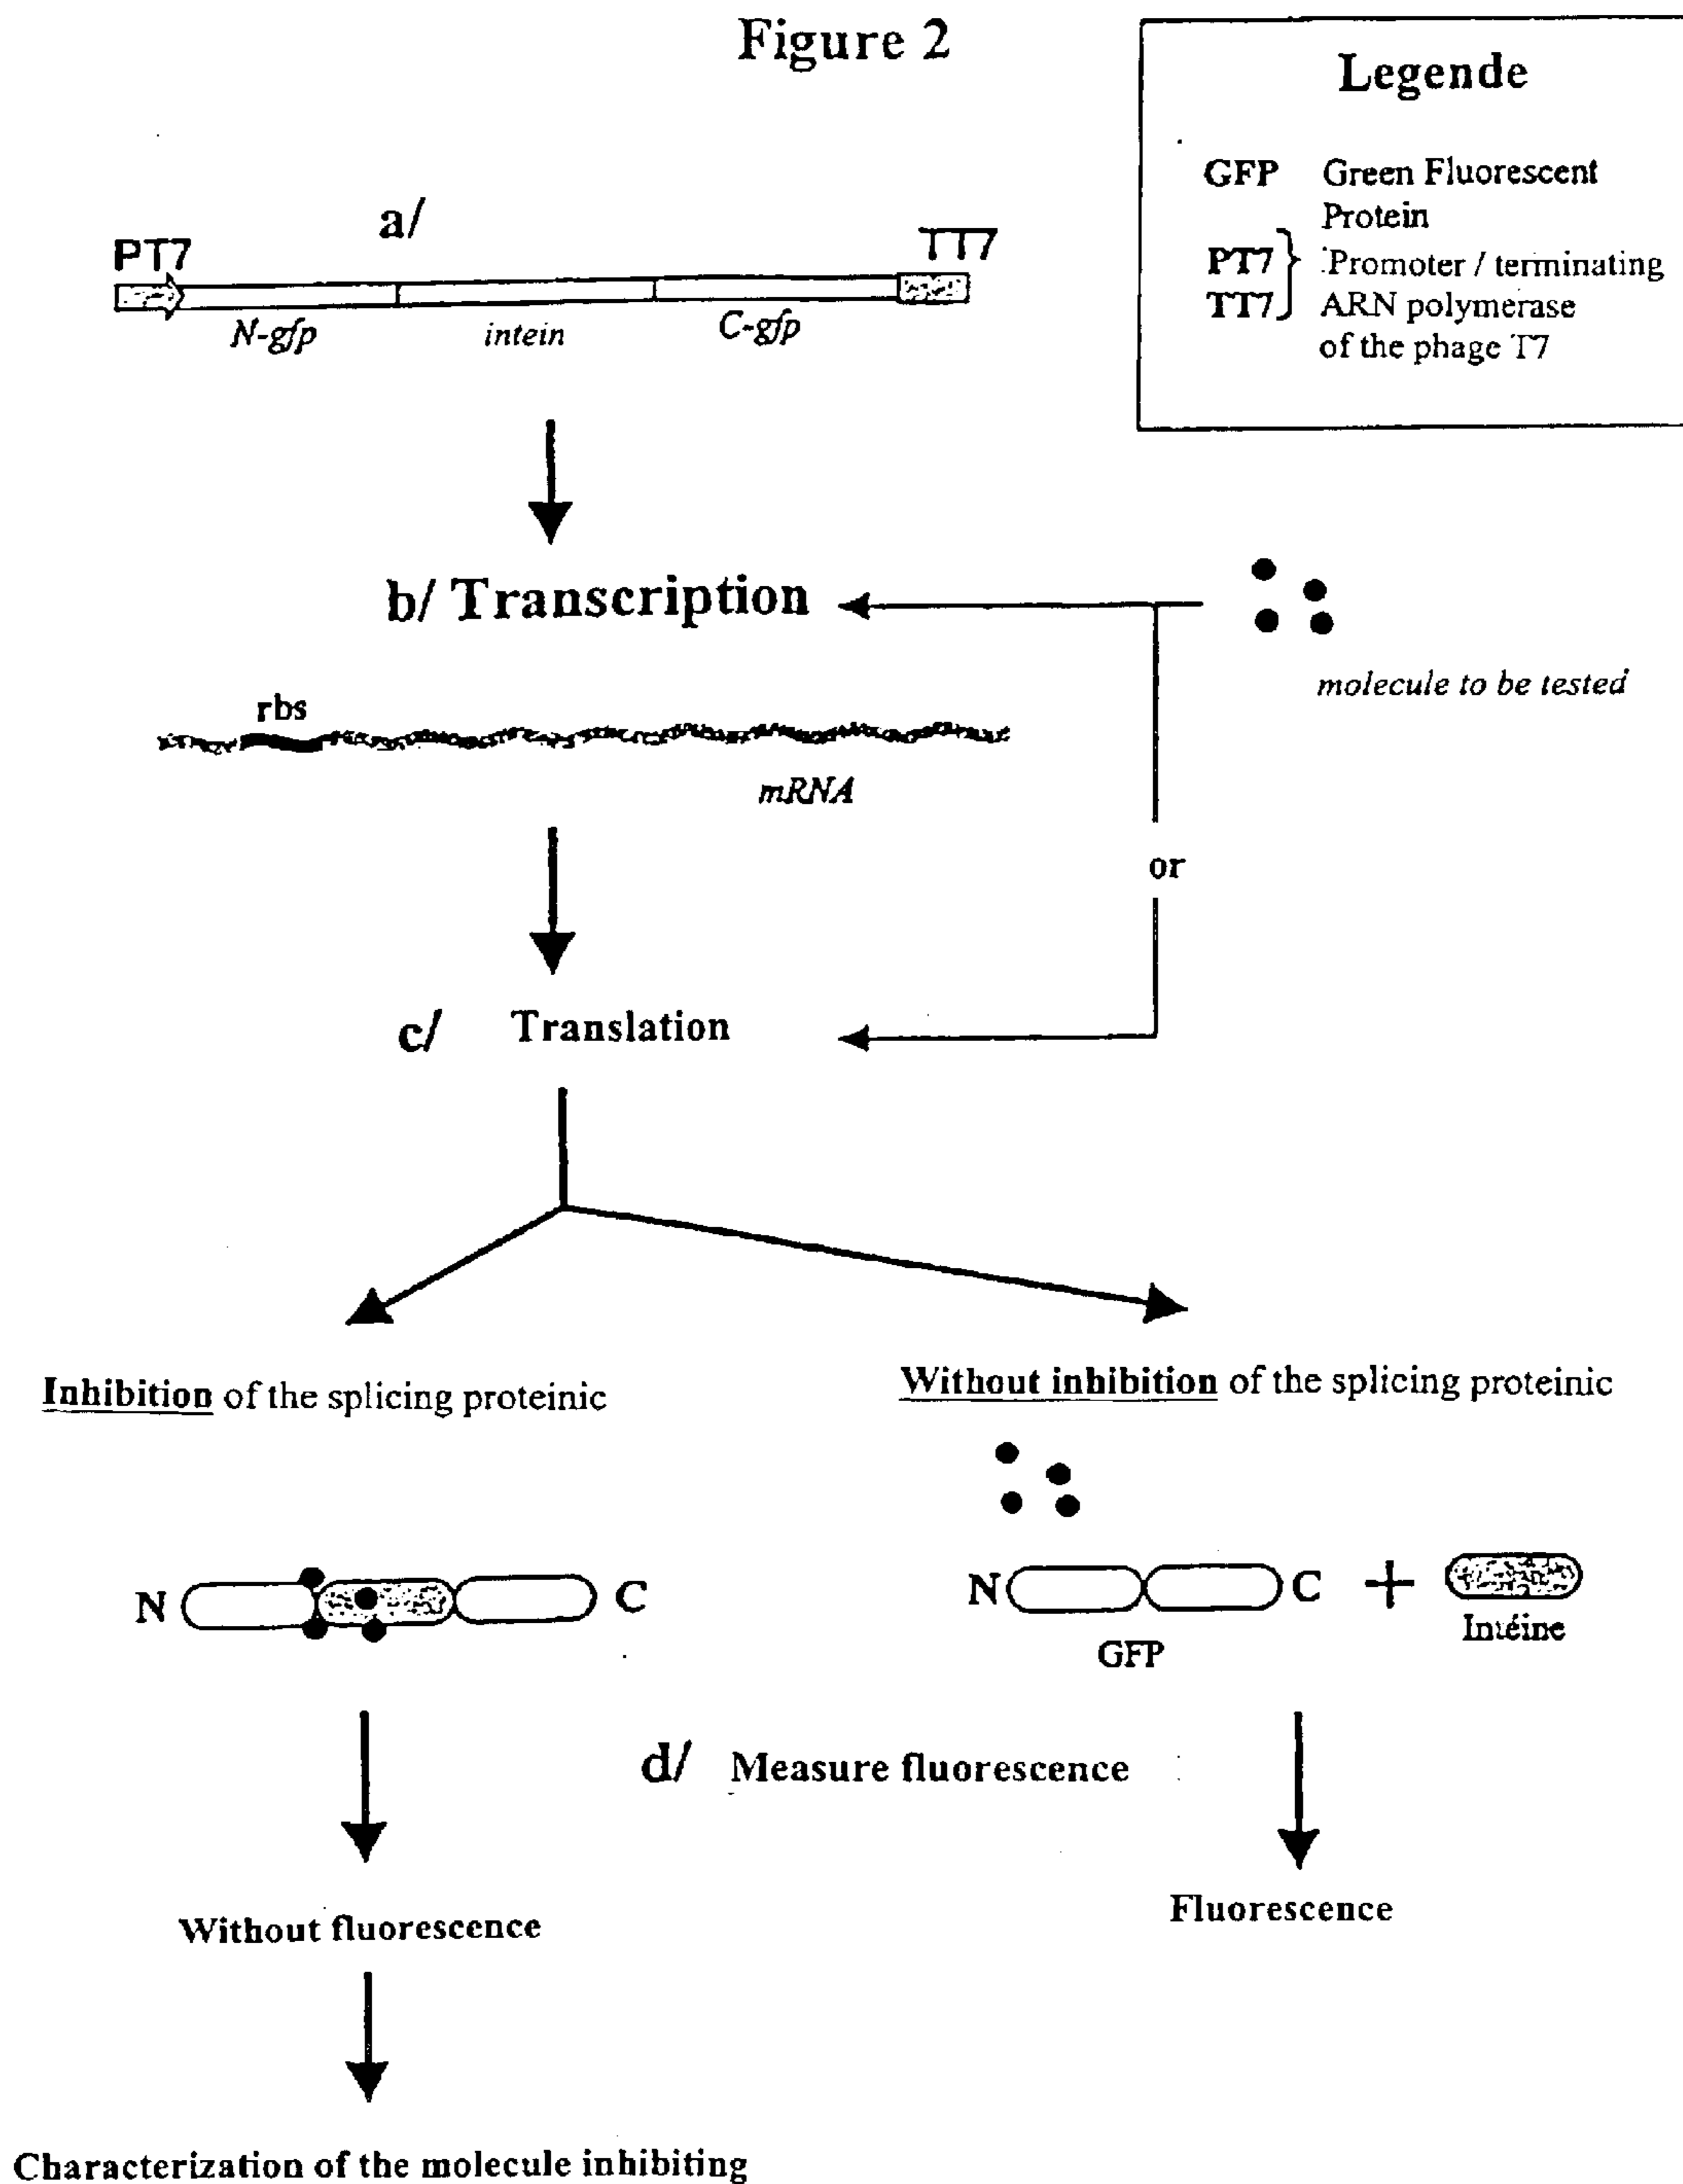 Figure 2
Legende
GFP Green Fluorescent
Protein
PT7 Promoter / terminating
TT7 ARN polymerase
of the phage T7
a/
PT7
TT7
N-gfp
intein
C-gfp
b/ Transcription
molecule to be tested
rbs
mRNA
or
c/ Translation
Inhibition of the splicing proteinic
Without inhibition of the splicing proteinic
N
C
N
C
+
GFP
Intéine
d/ Measure fluorescence
Without fluorescence
Fluorescence
Characterization of the molecule inhibiting